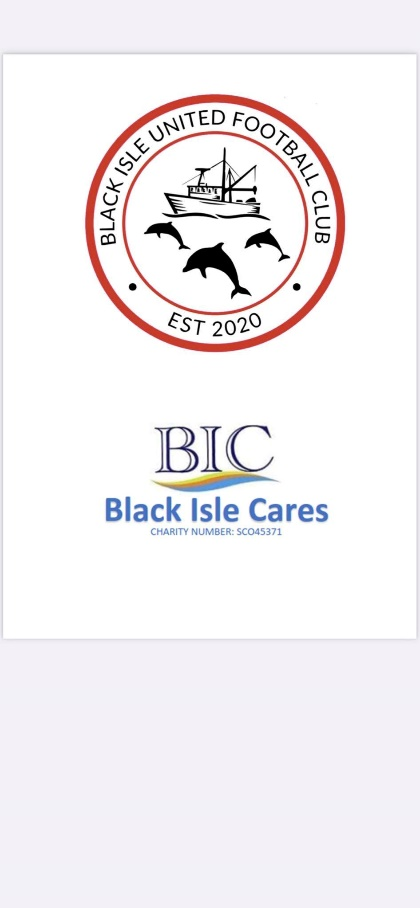 BLACK ISLE UNITED FOOTBALL CLUB
EST 2020
BIC
Black Isle Cares
CHARITY NUMBER: SCO45371